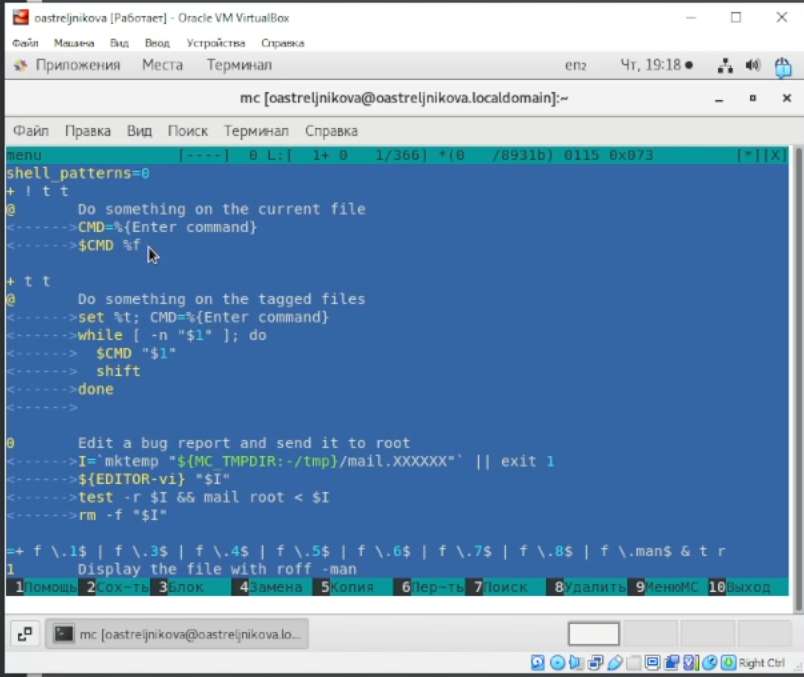 oastreljnikova [Работает] - Oracle VM VirtualBox
Файл Машина Вид Ввод Устройства Справка
Приложения Места Терминал en₂ Чт, 19:18
mc [oastreljnikova@oastreljnikova.localdomain]:~
Файл Правка Вид Поиск Терминал Справка
menu [----] 0 L:[ 1+ 0 1/366] *(0 /8931b) 0115 0x073 [*][X]
shell_patterns=0
+ ! t t
@ Do something on the current file
<------>CMD=%{Enter command}
<------>$CMD %f
+ t t
@ Do something on the tagged files
<------>set %t; CMD=%{Enter command}
<------>while [ -n "$1" ]; do
<------> $CMD "$1"
<------> shift
<------>done
<------>
0 Edit a bug report and send it to root
<------>I=`mktemp "${MC_TMPDIR:-/tmp}/mail.XXXXXX"` || exit 1
<------>${EDITOR-vi} "$I"
<------>test -r $I && mail root < $I
<------>rm -f "$I"
=+ f \.1$ | f \.3$ | f \.4$ | f \.5$ | f \.6$ | f \.7$ | f \.8$ | f \.man$ & t r
1 Display the file with roff -man
1Помощь 2Сох~ть 3Блок 4Замена 5Копия 6Пер~ть 7Поиск 8Удалить 9МенюMC 10Выход
mc [oastreljnikova@oastreljnikova.lo...
Right Ctrl